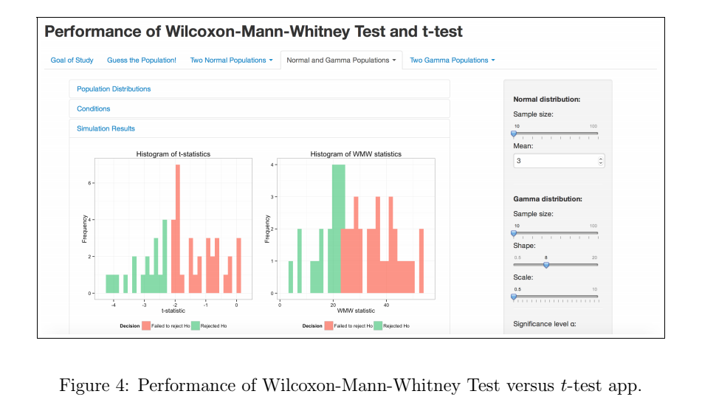 Performance of Wilcoxon-Mann-Whitney Test and t-test
Goal of Study Guess the Population! Two Normal Populations Normal and Gamma Populations Two Gamma Populations
Population Distributions
Conditions
Simulation Results
Histogram of t-statistics
Frequency
6
4
2
0
-4 -3 -2 -1 0
t-statistic
Decision Failed to reject Ho Rejected Ho
Histogram of WMW statistics
Frequency
4
3
2
1
0
0 20 40
WMW statistic
Decision Failed to reject Ho Rejected Ho
Normal distribution:
Sample size:
10 100
Mean:
3
Gamma distribution:
Sample size:
10 100
Shape:
0.5 8 20
Scale:
0.5 10
Significance level α:
Figure 4: Performance of Wilcoxon-Mann-Whitney Test versus t-test app.